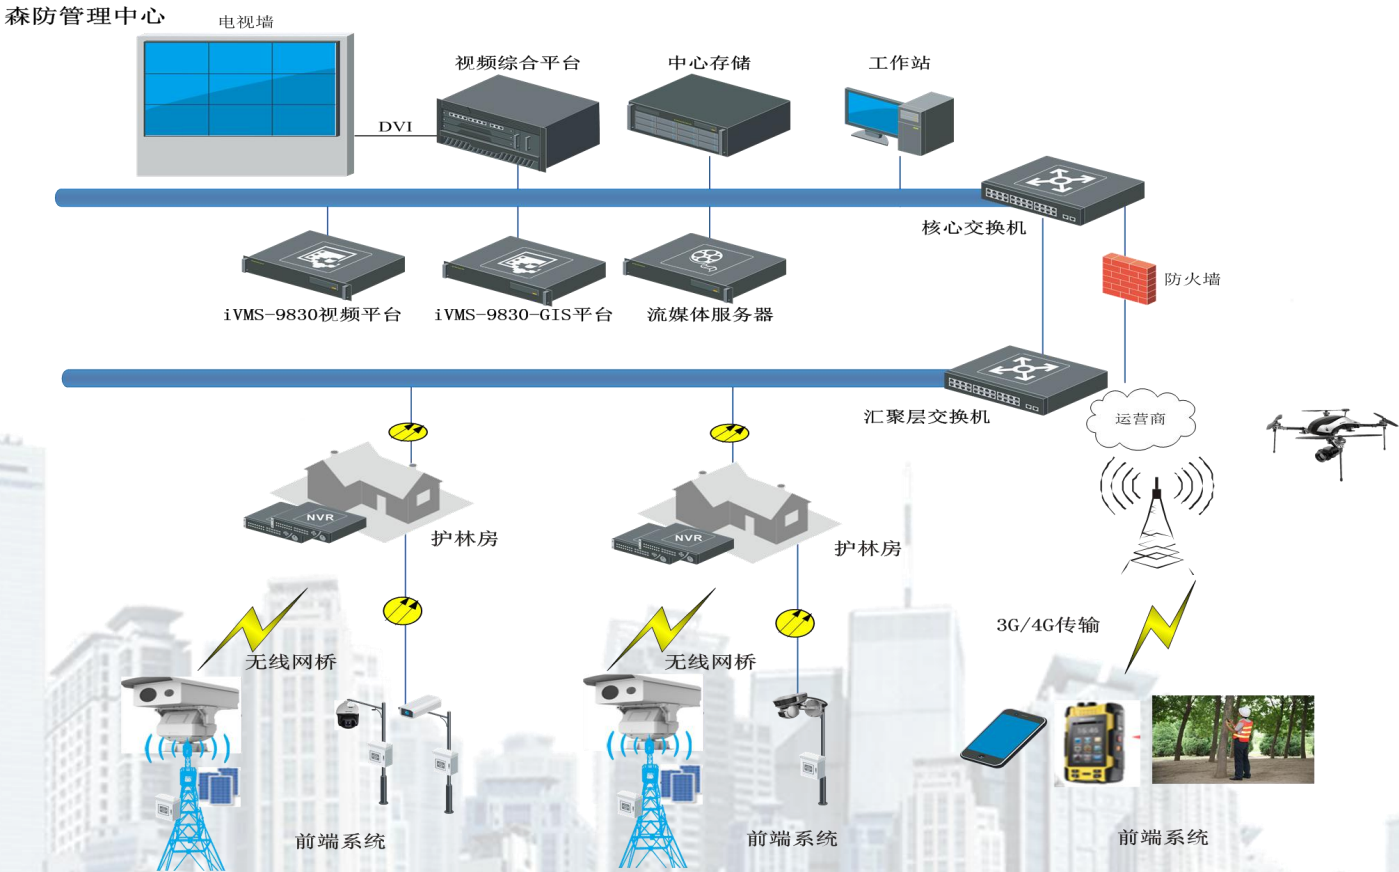 森防管理中心
电视墙
视频综合平台
中心存储
工作站
DVI
核心交换机
防火墙
iVMS-9830视频平台
iVMS-9830-GIS平台
流媒体服务器
汇聚层交换机
运营商
NVR
护林房
NVR
护林房
3G/4G传输
无线网桥
无线网桥
前端系统
前端系统
前端系统